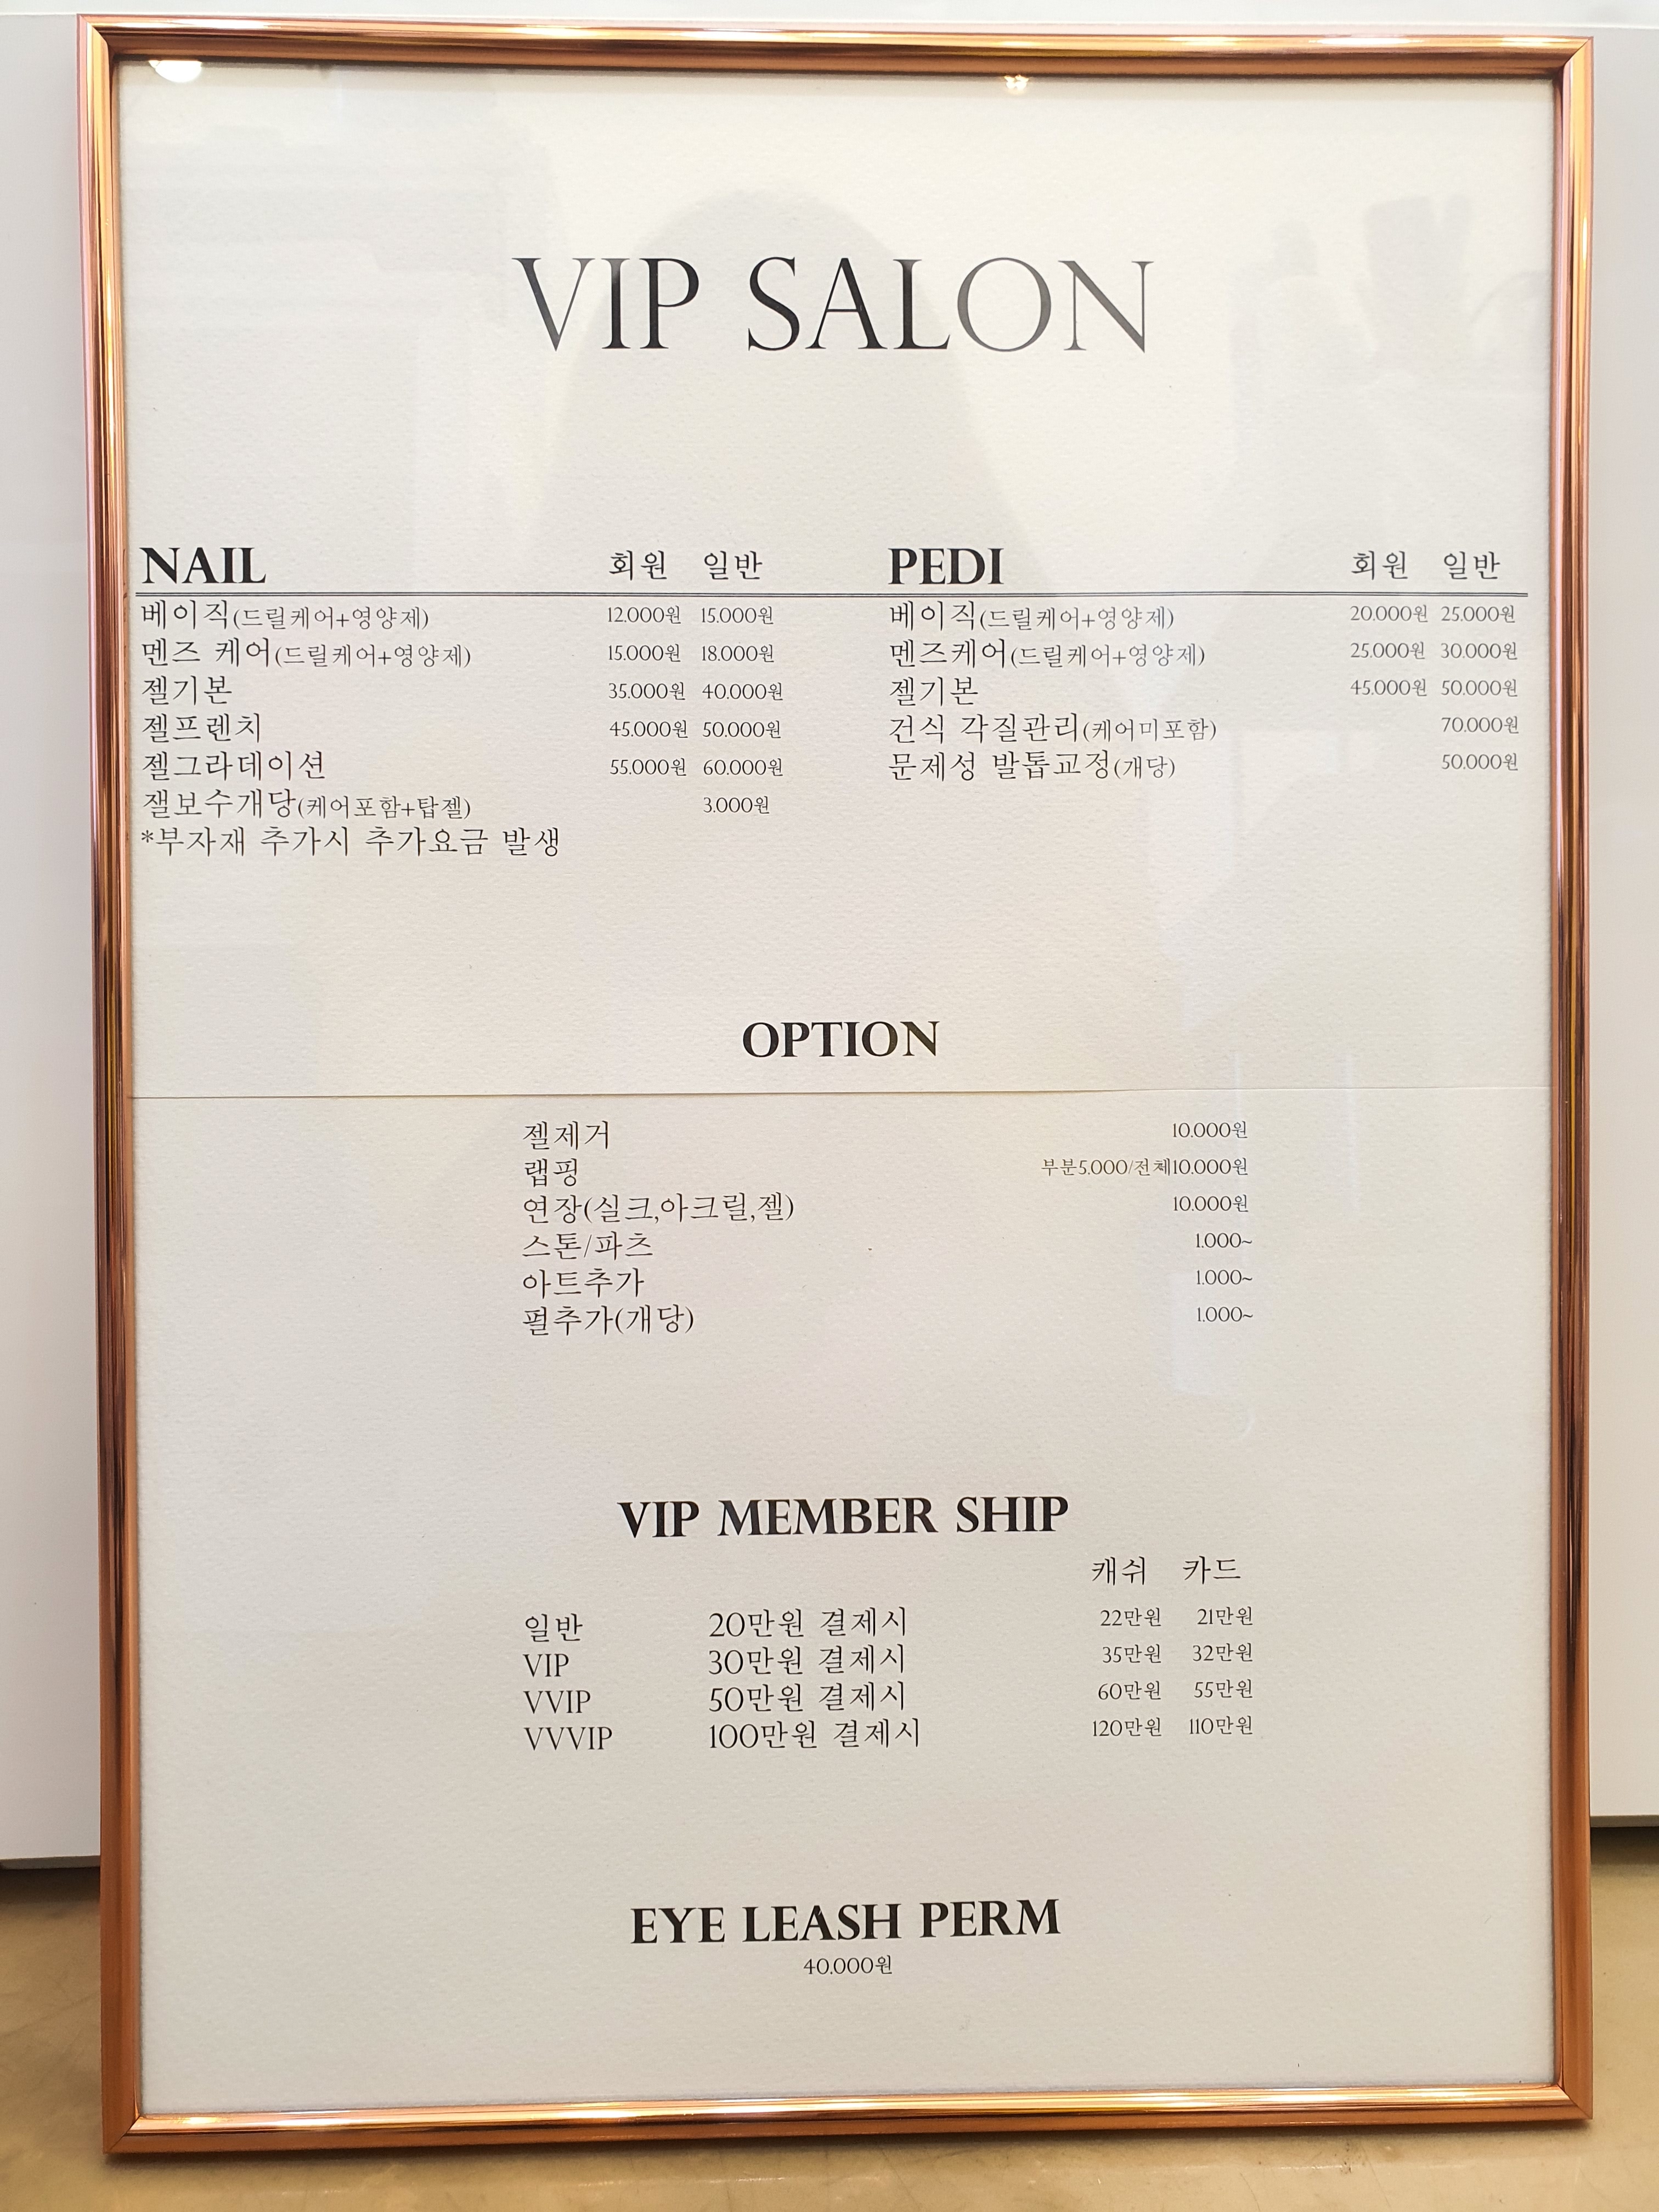 VIP SALON
NAIL 회원 일반
베이직(드릴케어+영양제) 12.000원 15.000원
멘즈 케어(드릴케어+영양제) 15.000원 18.000원
젤기본 35.000원 40.000원
젤프렌치 45.000원 50.000원
젤그라데이션 55.000원 60.000원
잴보수개당(케어포함+탑젤) 3.000원
*부자재 추가시 추가요금 발생
PEDI 회원 일반
베이직(드릴케어+영양제) 20.000원 25.000원
멘즈케어(드릴케어+영양제) 25.000원 30.000원
젤기본 45.000원 50.000원
건식 각질관리(케어미포함) 70.000원
문제성 발톱교정(개당) 50.000원
OPTION
젤제거 10.000원
랩핑 부분5.000/전체10.000원
연장(실크,아크릴,젤) 10.000원
스톤/파츠 1.000~
아트추가 1.000~
펄추가(개당) 1.000~
VIP MEMBER SHIP
캐쉬 카드
일반 20만원 결제시 22만원 21만원
VIP 30만원 결제시 35만원 32만원
VVIP 50만원 결제시 60만원 55만원
VVVIP 100만원 결제시 120만원 110만원
EYE LEASH PERM
40.000원